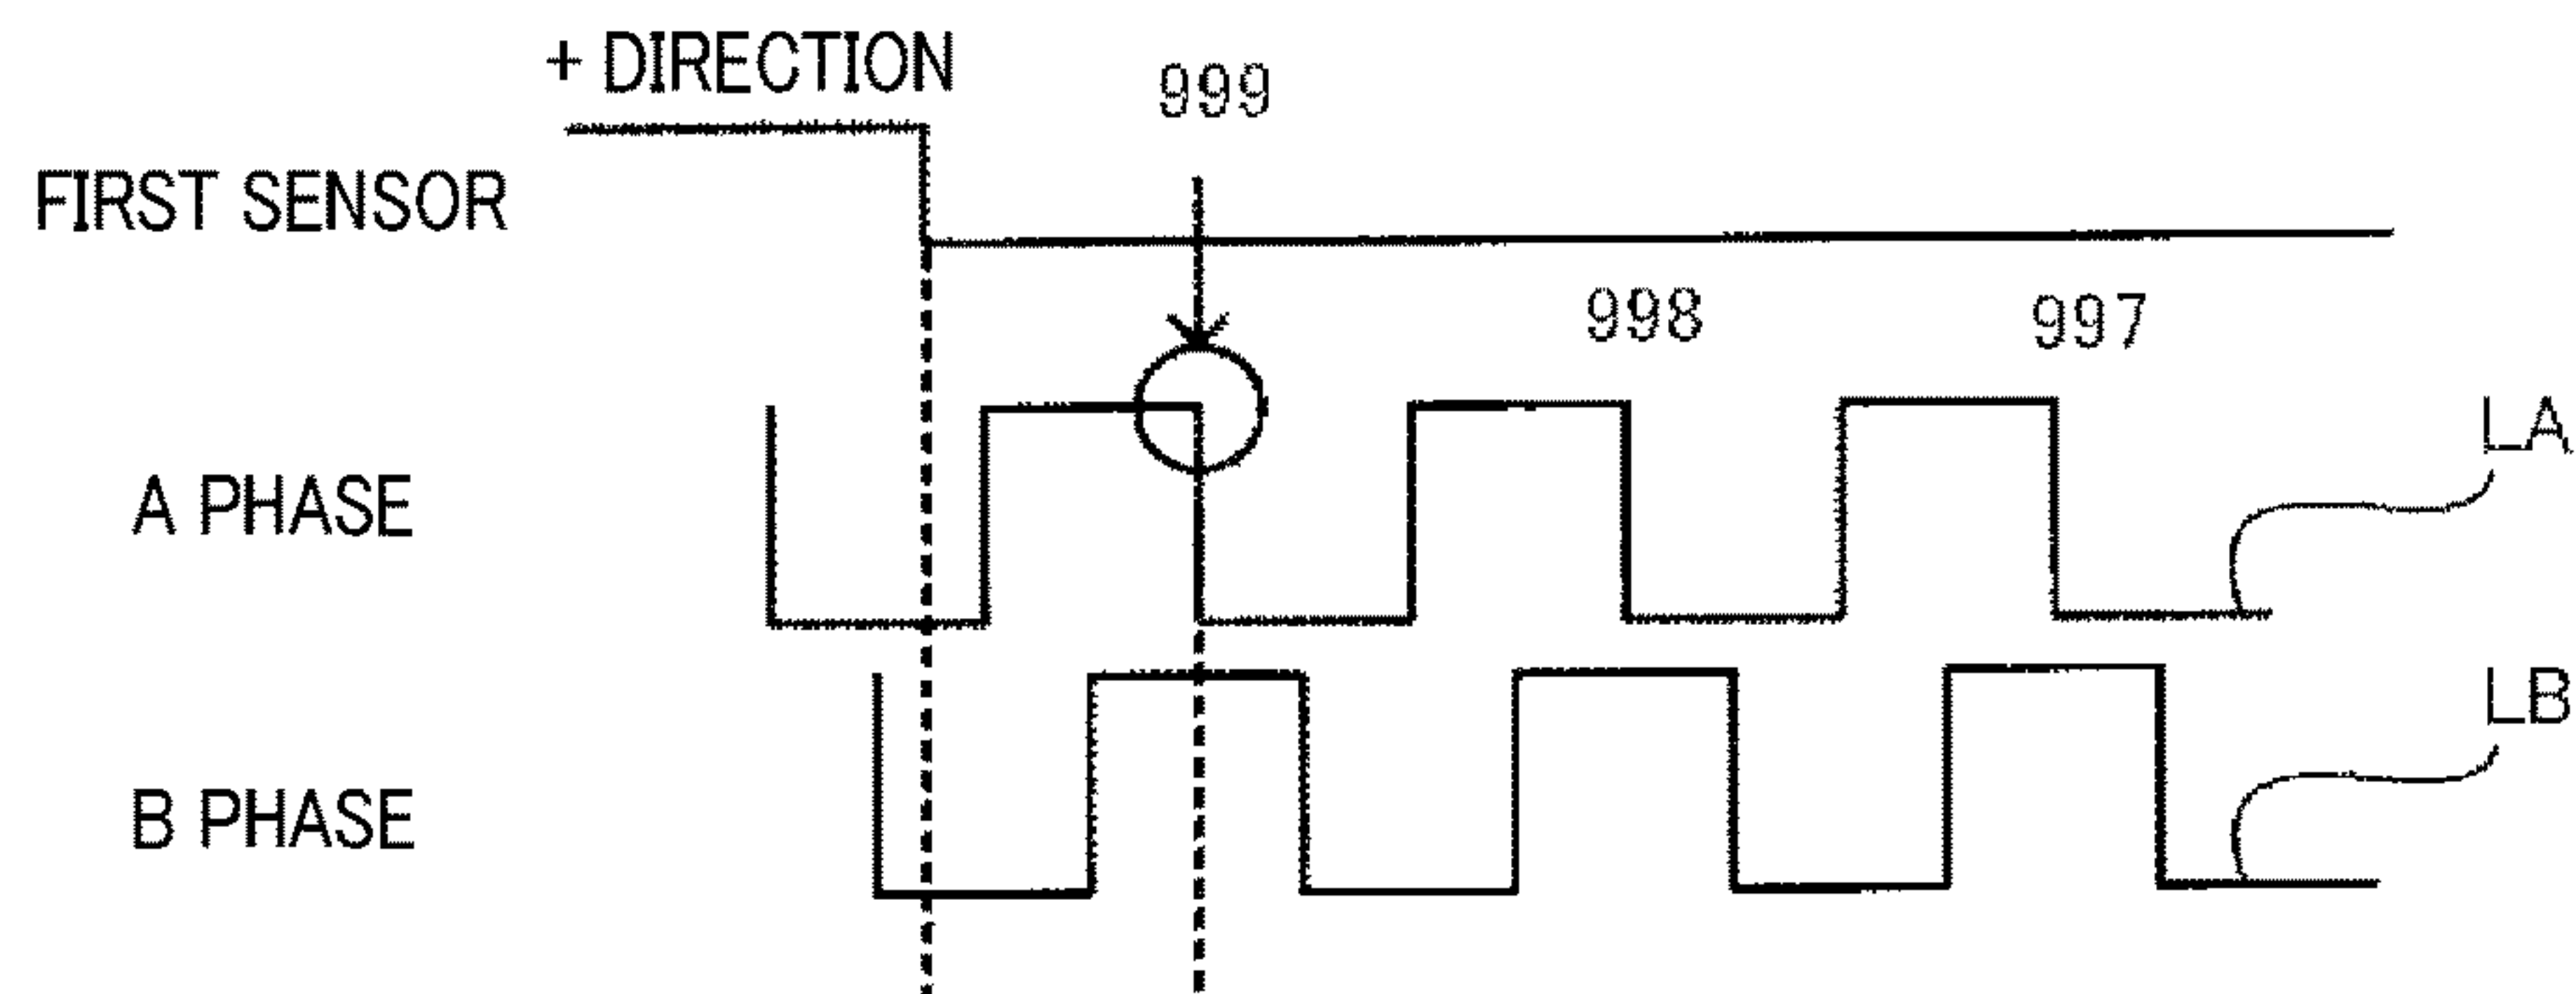 + DIRECTION
999
FIRST SENSOR
998
997
LA
A PHASE
LB
B PHASE